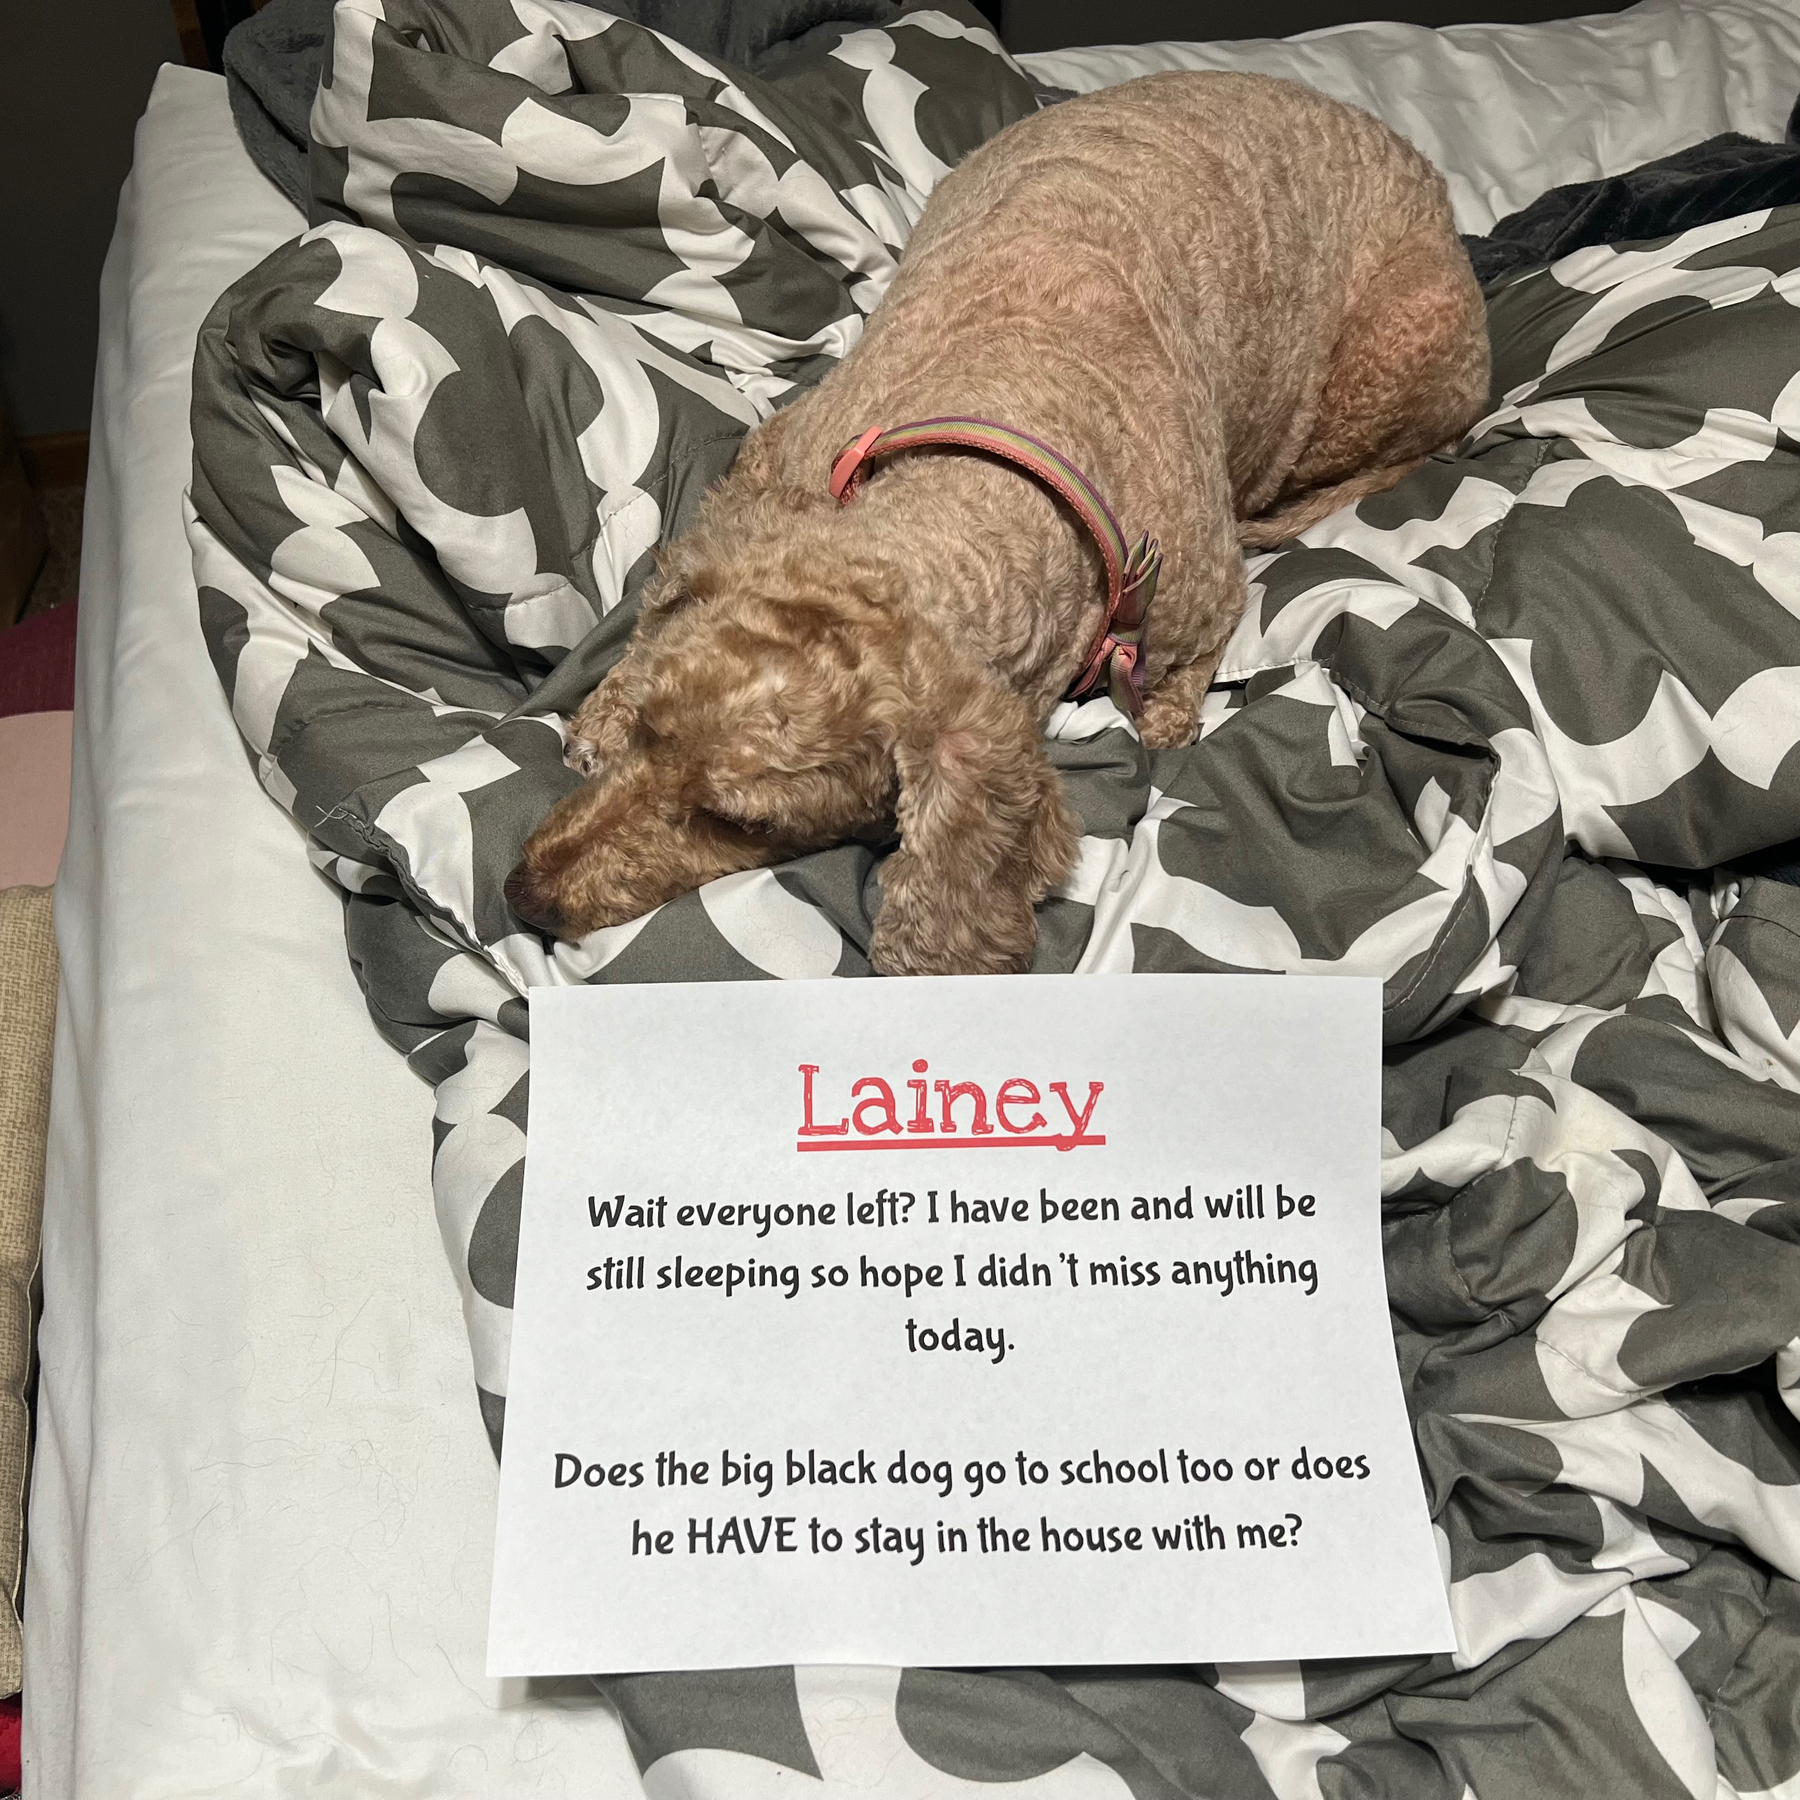 Lainey
Wait everyone left? I have been and will be
still sleeping so hope I didn't miss anything
today.
Does the big black dog go to school too or does
he HAVE to stay in the house with me?